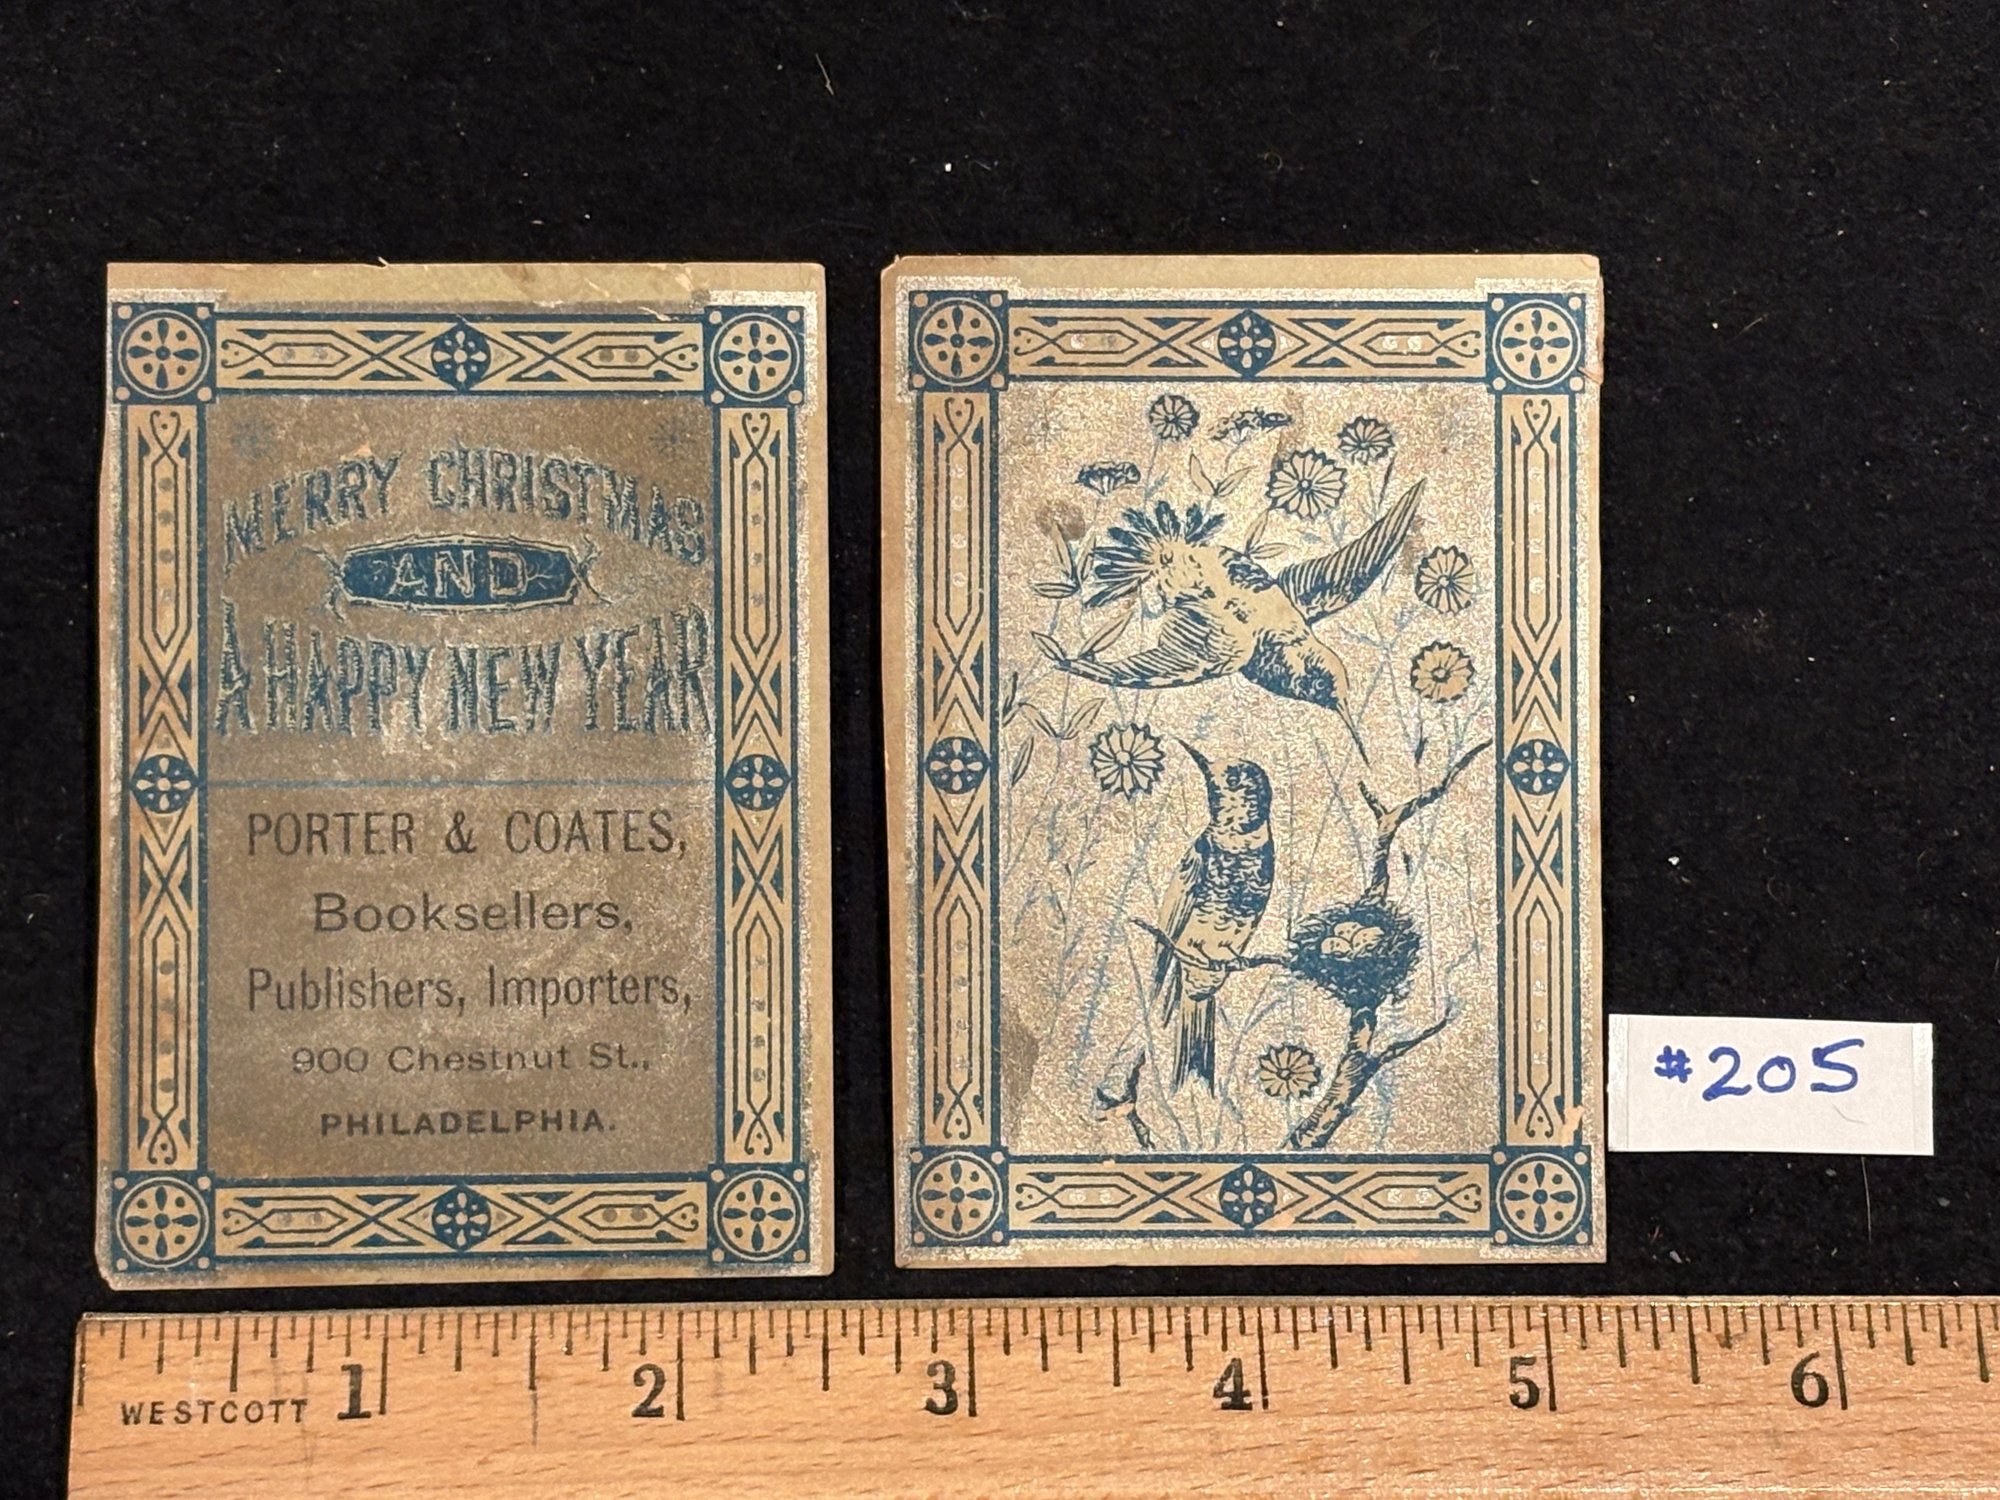 MERRY CHRISTMAS
AND
A HAPPY NEW YEAR
PORTER & COATES,
Booksellers,
Publishers, Importers,
900 Chestnut St.,
PHILADELPHIA.
#205
1 2 3 4 5 6
WESTCOTT